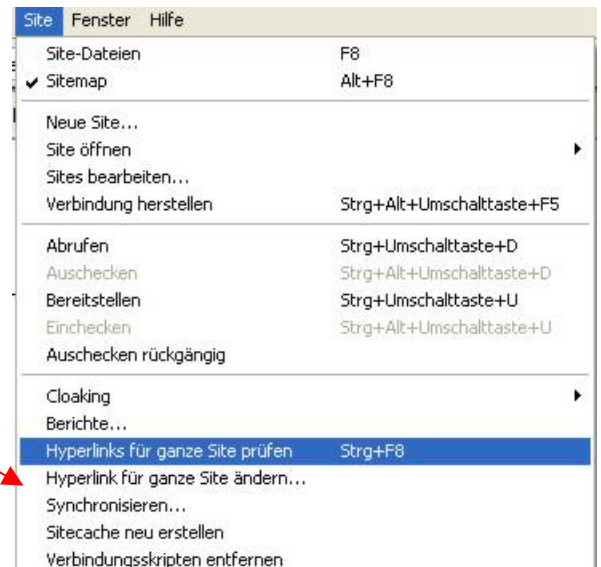 Site Fenster Hilfe
Site-Dateien F8
Sitemap Alt+F8
Neue Site...
Site öffnen
Sites bearbeiten...
Verbindung herstellen Strg+Alt+Umschalttaste+F5
Abrufen Strg+Umschalttaste+D
Auschecken Strg+Alt+Umschalttaste+D
Bereitstellen Strg+Umschalttaste+U
Einchecken Strg+Alt+Umschalttaste+U
Auschecken rückgängig
Cloaking
Berichte...
Hyperlinks für ganze Site prüfen Strg+F8
Hyperlink für ganze Site ändern...
Synchronisieren...
Sitecache neu erstellen
Verbindungsskripten entfernen